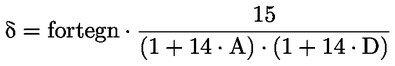 δ = fortegn · 15 / ((1 + 14 · A) · (1 + 14 · D))